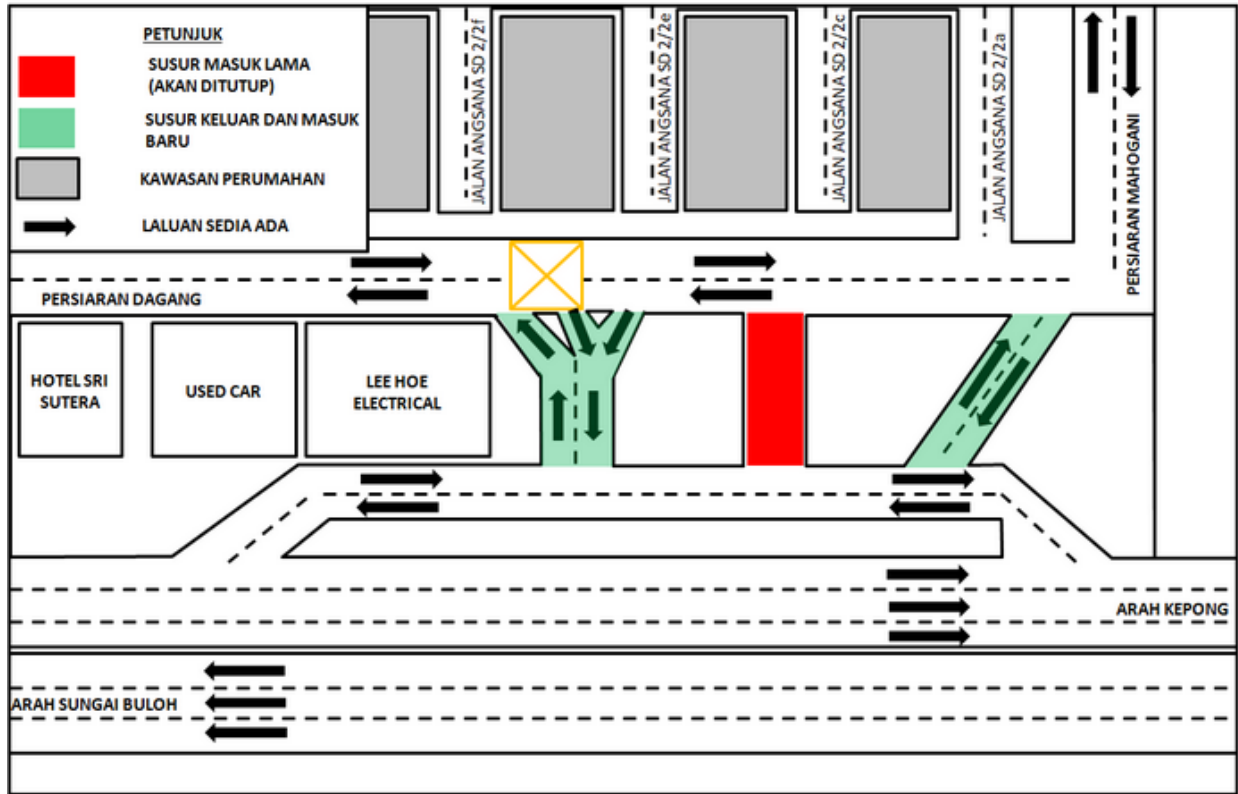 PETUNJUK
SUSUR MASUK LAMA
(AKAN DITUTUP)
SUSUR KELUAR DAN MASUK
BARU
KAWASAN PERUMAHAN
LALUAN SEDIA ADA
JALAN ANGSANA SD 2/2f
JALAN ANGSANA SD 2/2e
JALAN ANGSANA SD 2/2c
JALAN ANGSANA SD 2/2a
PERSIARAN MAHOGANI
PERSIARAN DAGANG
HOTEL SRI
SUTERA
USED CAR
LEE HOE
ELECTRICAL
ARAH KEPONG
ARAH SUNGAI BULOH